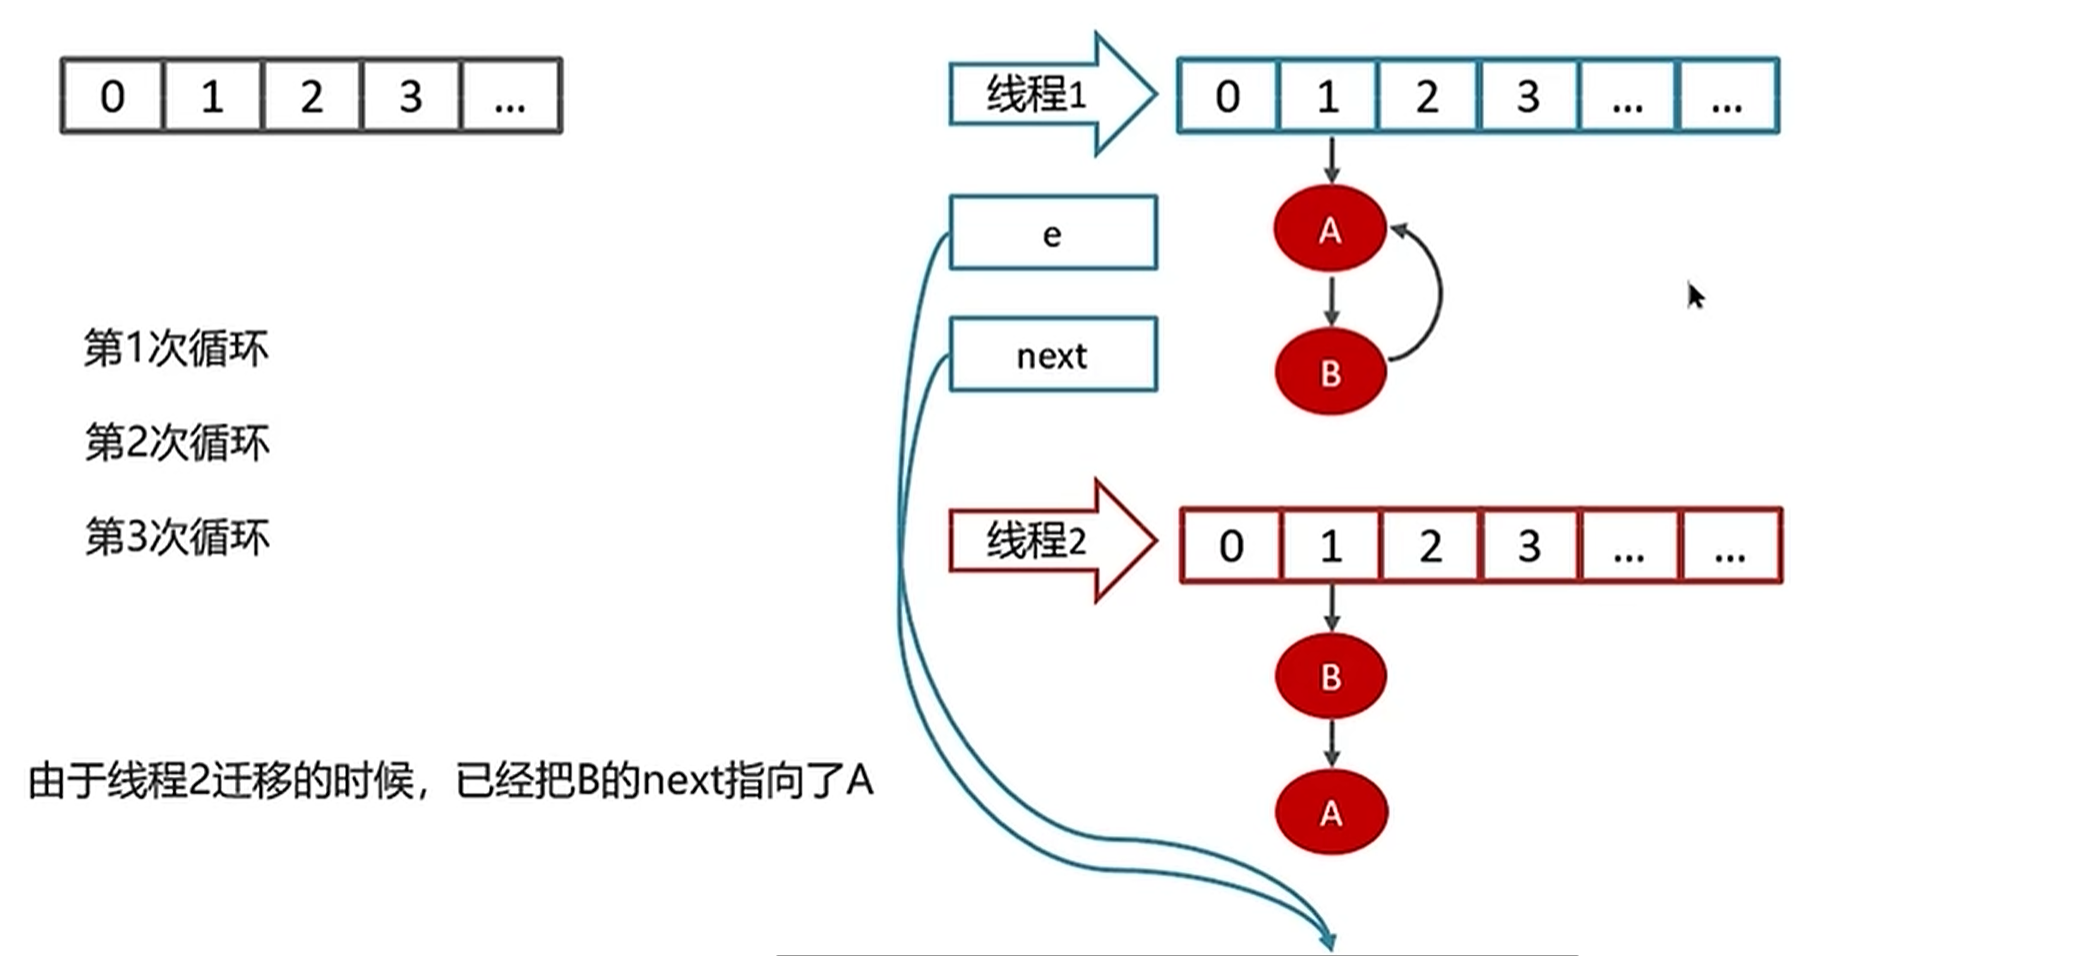 0 1 2 3 ...
线程1
0 1 2 3 ... ...
A
e
B
next
第1次循环
第2次循环
第3次循环
线程2
0 1 2 3 ... ...
B
A
由于线程2迁移的时候，已经把B的next指向了A